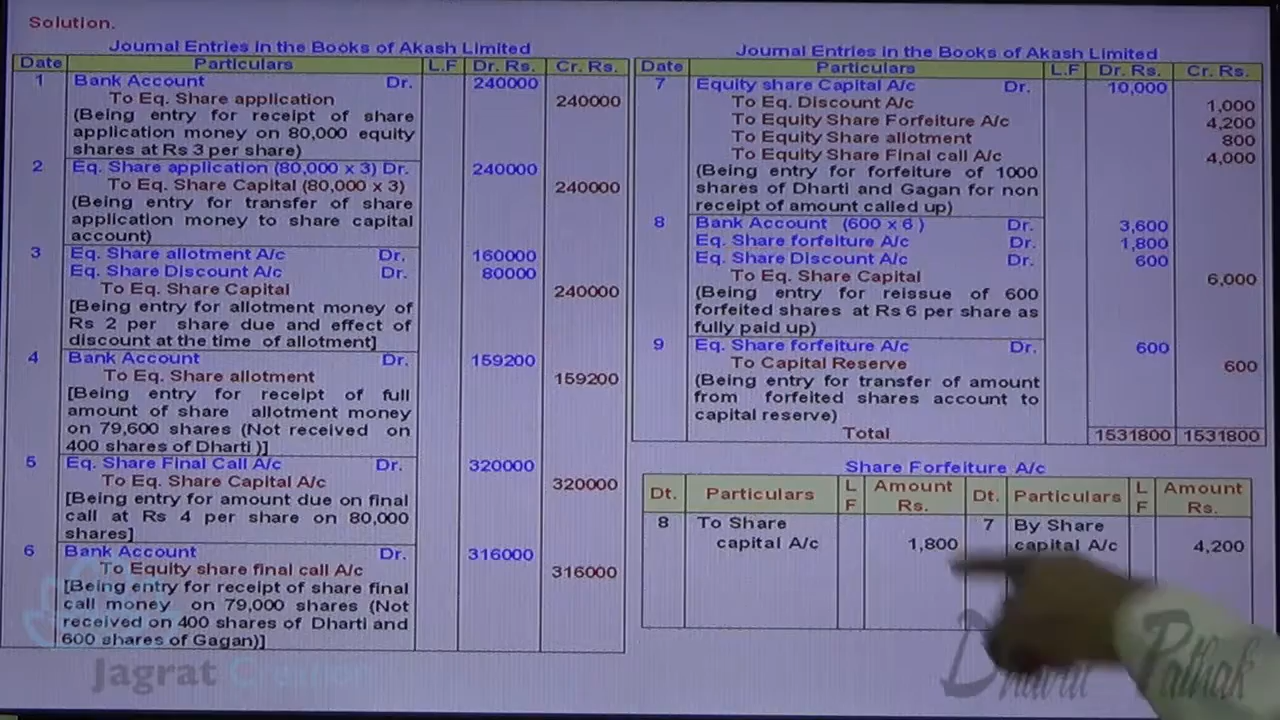 Solution.
Journal Entries in the Books of Akash Limited
Date Particulars L.F Dr. Rs. Cr. Rs.
1 Bank Account Dr. 240000
To Eq. Share application 240000
(Being entry for receipt of share
application money on 80,000 equity
shares at Rs 3 per share)
2 Eq. Share application (80,000 x 3) Dr. 240000
To Eq. Share Capital (80,000 x 3) 240000
(Being entry for transfer of share
application money to share capital
account)
3 Eq. Share allotment A/c Dr. 160000
Eq. Share Discount A/c Dr. 80000
To Eq. Share Capital 240000
[Being entry for allotment money of
Rs 2 per share due and effect of
discount at the time of allotment]
4 Bank Account Dr. 159200
To Eq. Share allotment 159200
[Being entry for receipt of full
amount of share allotment money
on 79,600 shares (Not received on
400 shares of Dharti )]
5 Eq. Share Final Call A/c Dr. 320000
To Eq. Share Capital A/c 320000
[Being entry for amount due on final
call at Rs 4 per share on 80,000
shares]
6 Bank Account Dr. 316000
To Equity share final call A/c 316000
[Being entry for receipt of share final
call money on 79,000 shares (Not
received on 400 shares of Dharti and
600 shares of Gagan)]
Journal Entries in the Books of Akash Limited
Date Particulars L.F Dr. Rs. Cr. Rs.
7 Equity share Capital A/c Dr. 10,000
To Eq. Discount A/c 1,000
To Equity Share Forfeiture A/c 4,200
To Equity Share allotment 800
To Equity Share Final call A/c 4,000
(Being entry for forfeiture of 1000
shares of Dharti and Gagan for non
receipt of amount called up)
8 Bank Account (600 x 6 ) Dr. 3,600
Eq. Share forfeiture A/c Dr. 1,800
Eq. Share Discount A/c Dr. 600
To Eq. Share Capital 6,000
(Being entry for reissue of 600
forfeited shares at Rs 6 per share as
fully paid up)
9 Eq. Share forfeiture A/c Dr. 600
To Capital Reserve 600
(Being entry for transfer of amount
from forfeited shares account to
capital reserve)
Total 1531800 1531800
Share Forfeiture A/c
Dt. Particulars L F Amount Rs. Dt. Particulars L F Amount Rs.
8 To Share 7 By Share
capital A/c 1,800 capital A/c 4,200
Jagrat Creation
Dhaval Pathak